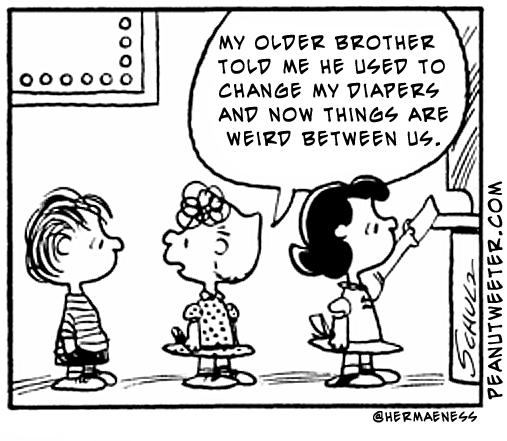 MY OLDER BROTHER
TOLD ME HE USED TO
CHANGE MY DIAPERS
AND NOW THINGS ARE
WEIRD BETWEEN US.
SCHULZ
PEANUTWEETER.COM
@HERMAENESS